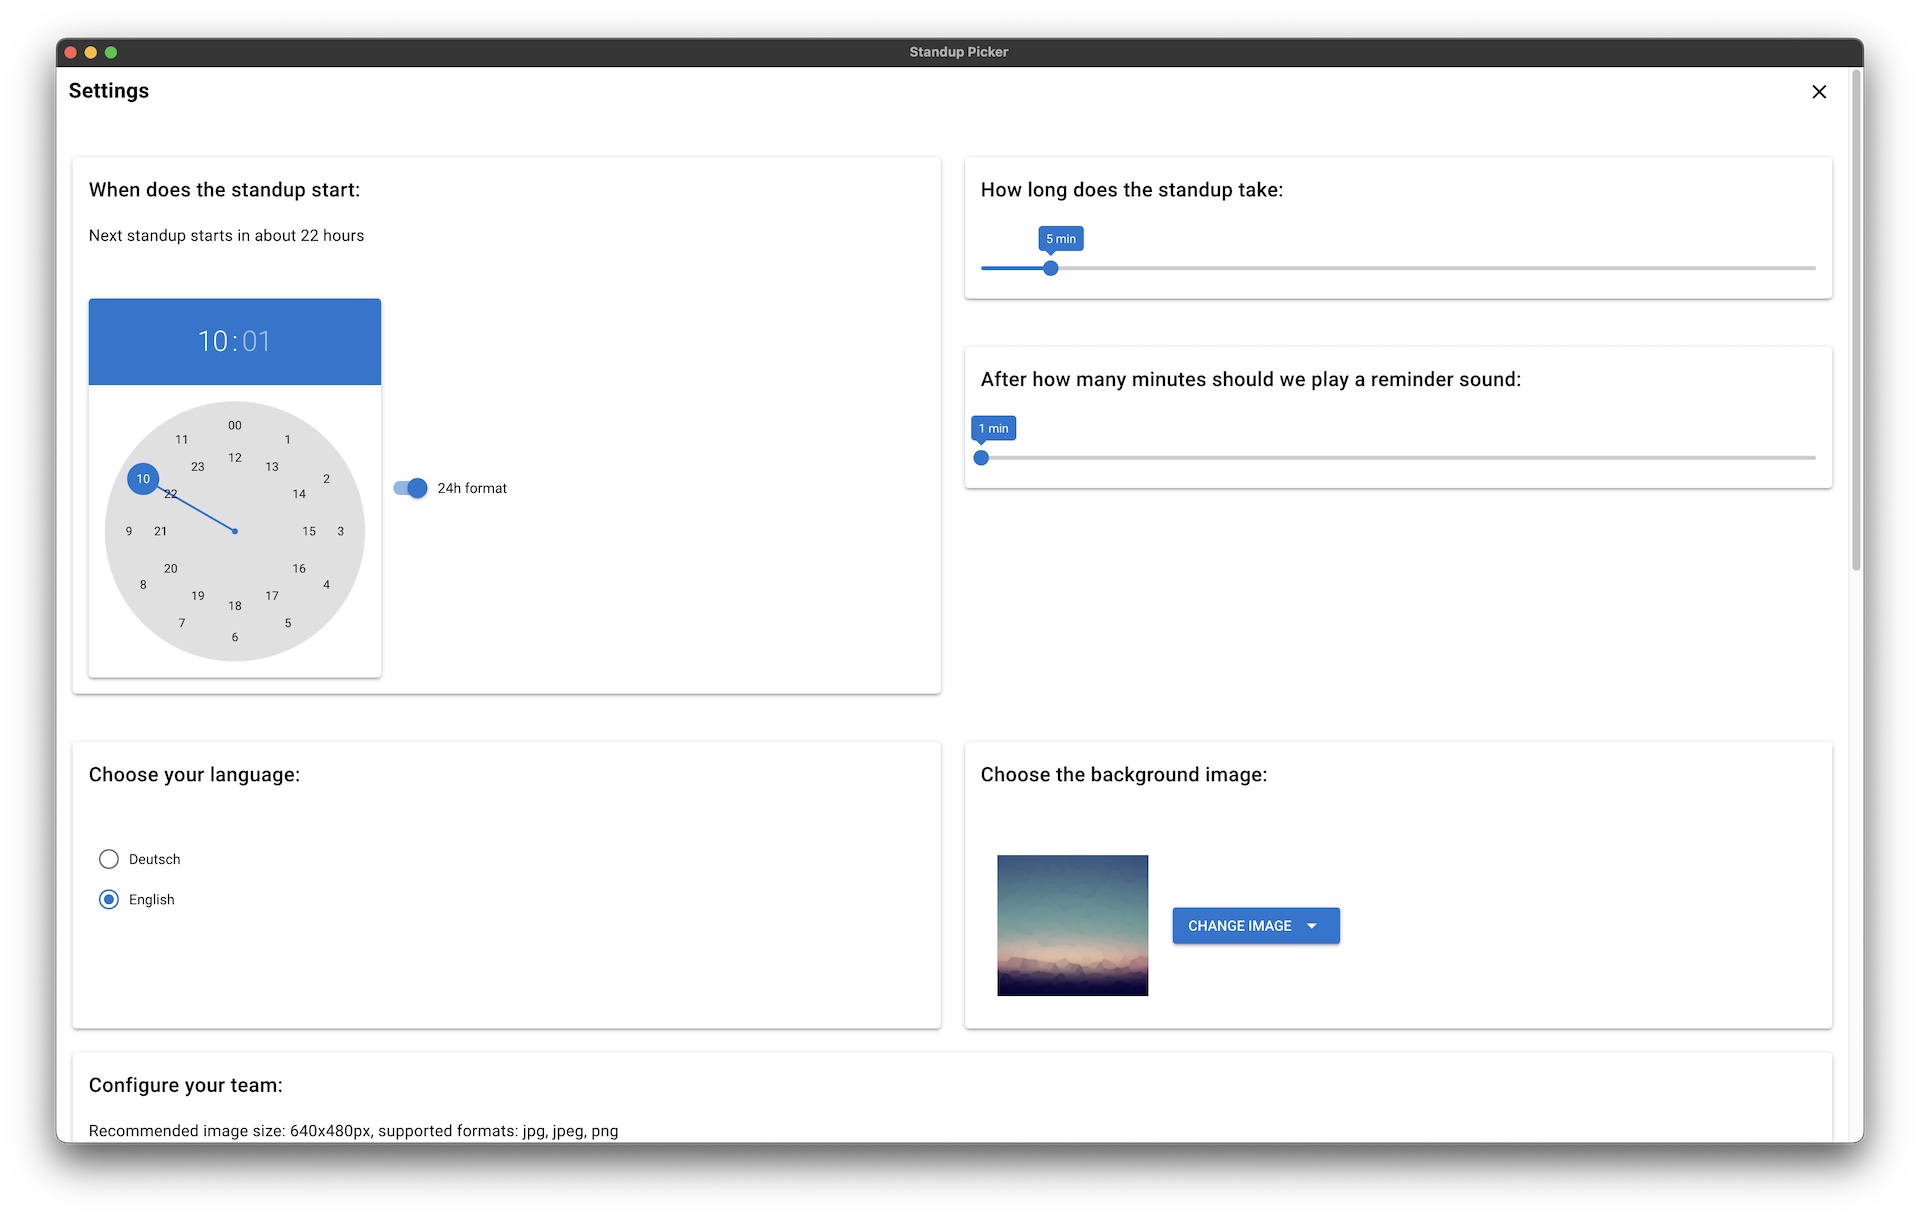 Standup Picker
Settings
When does the standup start:
Next standup starts in about 22 hours
10:01
00
11
1
12
23
13
10
2
22
14
9
21
15
3
20
16
8
4
19
17
18
7
5
6
24h format
How long does the standup take:
5 min
After how many minutes should we play a reminder sound:
1 min
Choose your language:
Deutsch
English
Choose the background image:
CHANGE IMAGE
Configure your team:
Recommended image size: 640x480px, supported formats: jpg, jpeg, png